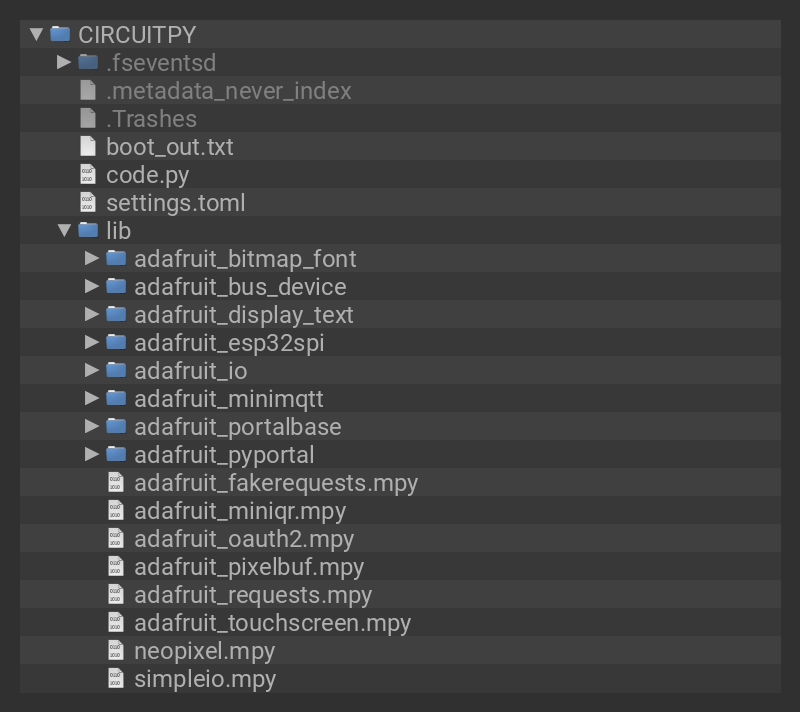 CIRCUITPY
.fseventsd
.metadata_never_index
.Trashes
boot_out.txt
code.py
settings.toml
lib
adafruit_bitmap_font
adafruit_bus_device
adafruit_display_text
adafruit_esp32spi
adafruit_io
adafruit_minimqtt
adafruit_portalbase
adafruit_pyportal
adafruit_fakerequests.mpy
adafruit_miniqr.mpy
adafruit_oauth2.mpy
adafruit_pixelbuf.mpy
adafruit_requests.mpy
adafruit_touchscreen.mpy
neopixel.mpy
simpleio.mpy